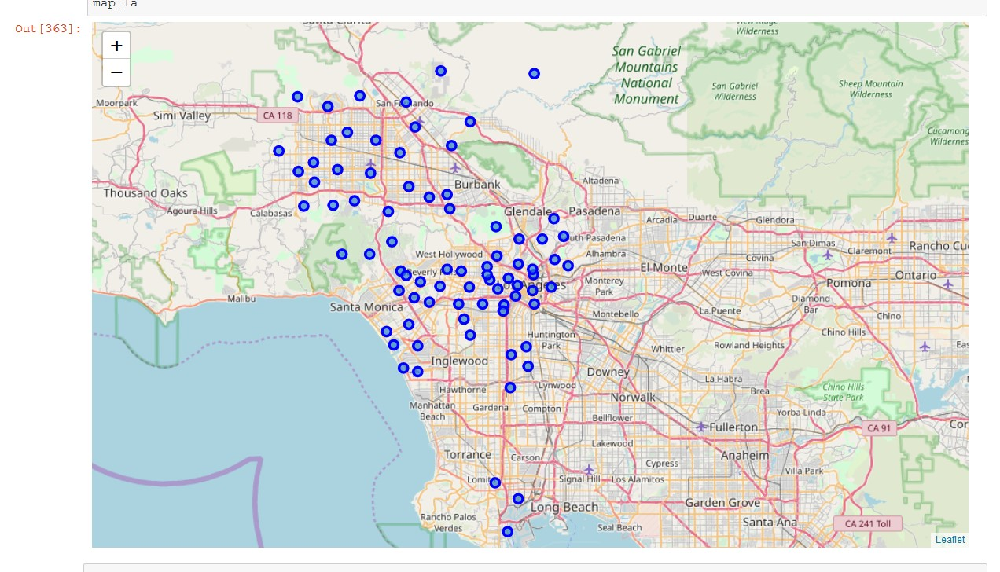 map_la
Out[363]:
Santa Clarita
View Ridge
Wilderness
+
−
San Gabriel
Mountains
National
Monument
San Gabriel
Wilderness
Sheep Mountain
Wilderness
Moorpark
Simi Valley
CA 118
San Fernando
Cucamong
Wilderness
Thousand Oaks
Agoura Hills
Calabasas
Burbank
Altadena
Glendale
Pasadena
Arcadia
Duarte
Glendora
South Pasadena
San Dimas
Claremont
Rancho Cu
West Hollywood
Alhambra
Covina
Beverly Hills
El Monte
West Covina
Ontario
Los Angeles
Monterey
Park
Pomona
Malibu
Santa Monica
Diamond
Bar
Montebello
La Puente
Chino
Huntington
Park
Chino Hills
Whittier
Rowland Heights
Eas
Inglewood
Downey
La Habra
Hawthorne
Lynwood
Norwalk
Brea
Chino Hills
State Park
Manhattan
Beach
Gardena
Compton
Yorba Linda
Bellflower
Fullerton
CA 91
Cor
Lakewood
Torrance
Carson
Cypress
Anaheim
Villa Park
Lomita
Signal Hill
Los Alamitos
Long Beach
Garden Grove
Rancho Palos
Verdes
Seal Beach
Santa Ana
CA 241 Toll
Leaflet